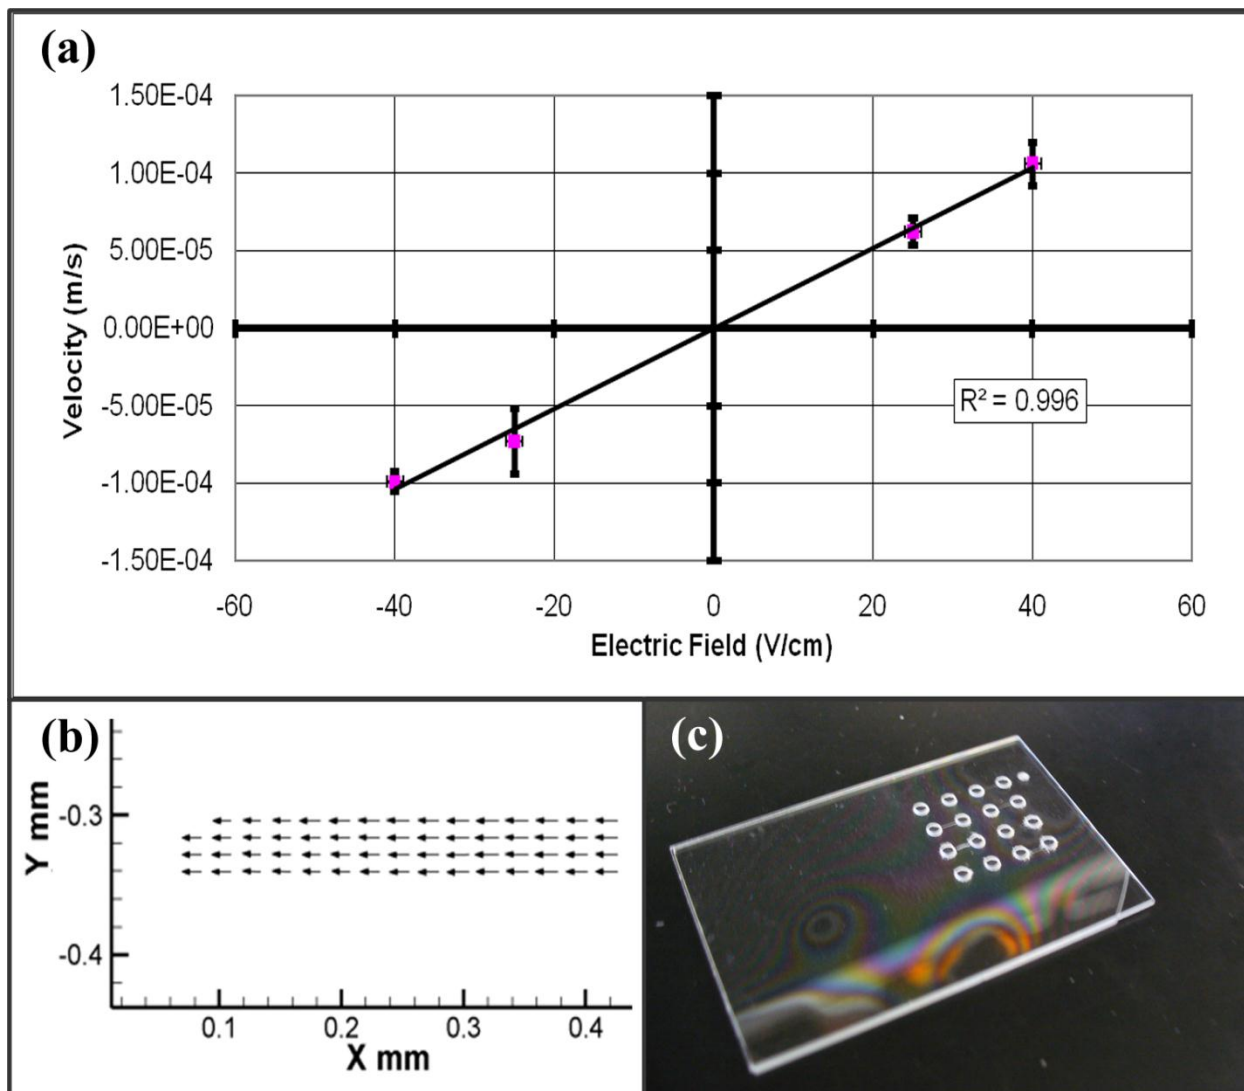 (a)
1.50E-04
1.00E-04
5.00E-05
0.00E+00
-5.00E-05
-1.00E-04
-1.50E-04
Velocity (m/s)
R² = 0.996
-60 -40 -20 0 20 40 60
Electric Field (V/cm)
(b)
Y mm
-0.3
-0.4
0.1 0.2 0.3 0.4
X mm
(c)